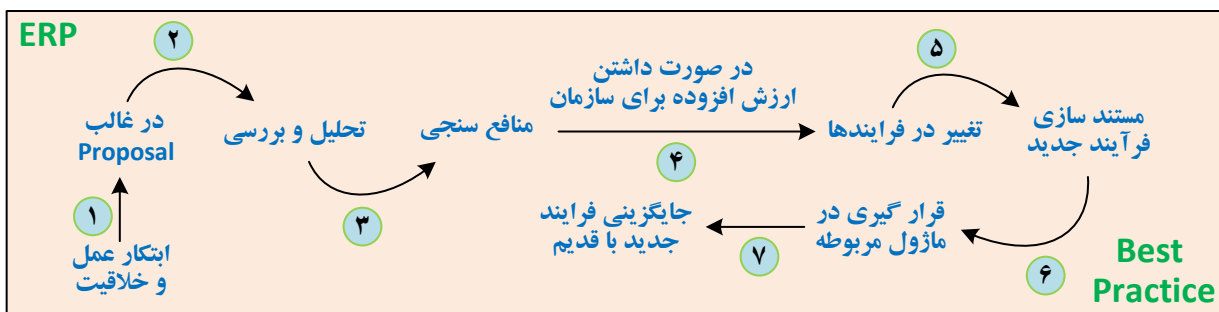 ERP
۱
ابتکار عمل
و خلاقیت
در غالب
Proposal
۲
تحلیل و بررسی
۳
منافع سنجی
در صورت داشتن
ارزش افزوده برای سازمان
۴
تغییر در فرایندها
۵
مستند سازی
فرآیند جدید
۶
قرار گیری در
ماژول مربوطه
۷
جایگزینی فرایند
جدید با قدیم
Best
Practice